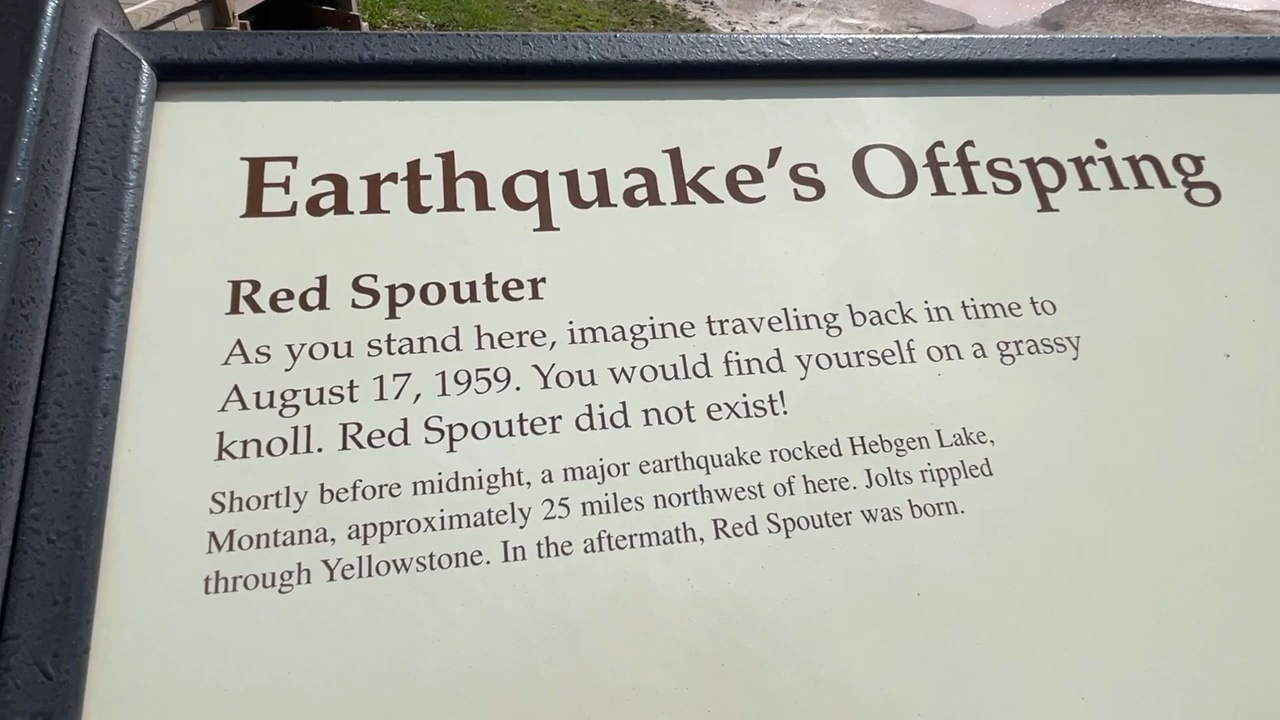 Earthquake’s Offspring
Red Spouter
As you stand here, imagine traveling back in time to
August 17, 1959. You would find yourself on a grassy
knoll. Red Spouter did not exist!
Shortly before midnight, a major earthquake rocked Hebgen Lake,
Montana, approximately 25 miles northwest of here. Jolts rippled
through Yellowstone. In the aftermath, Red Spouter was born.